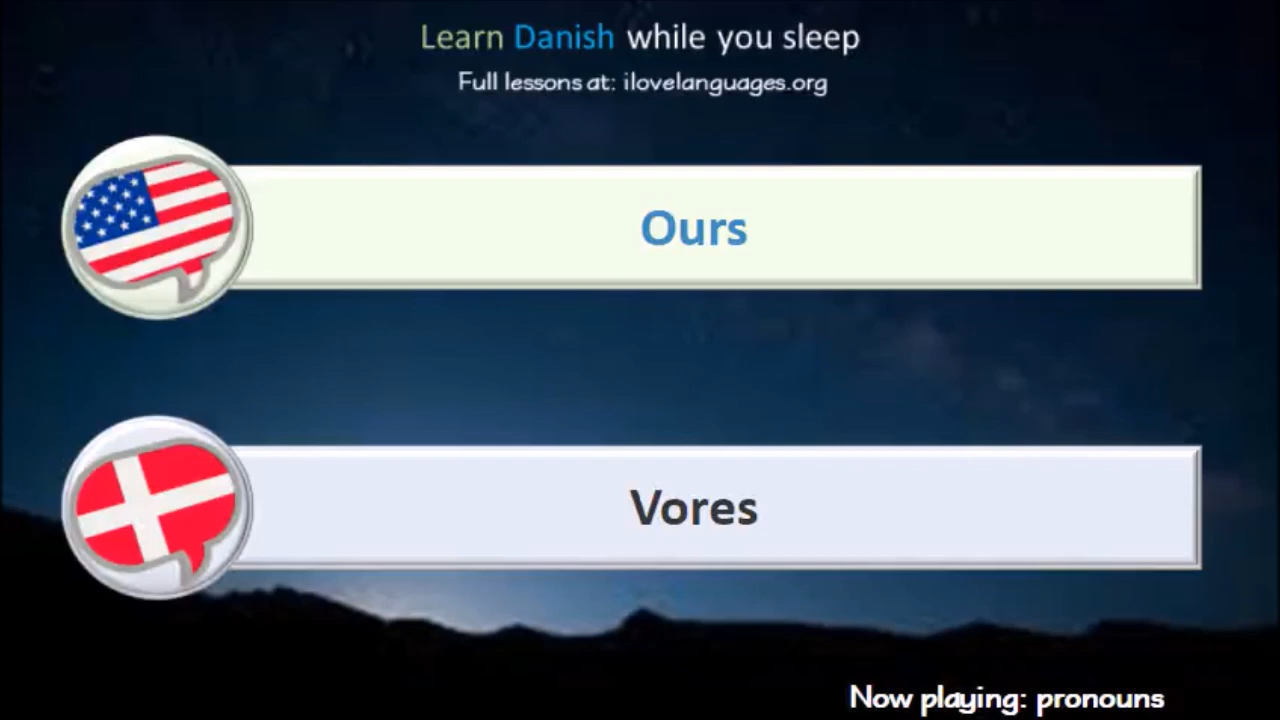 Learn Danish while you sleep
Full lessons at: ilovelanguages.org
Ours
Vores
Now playing: pronouns